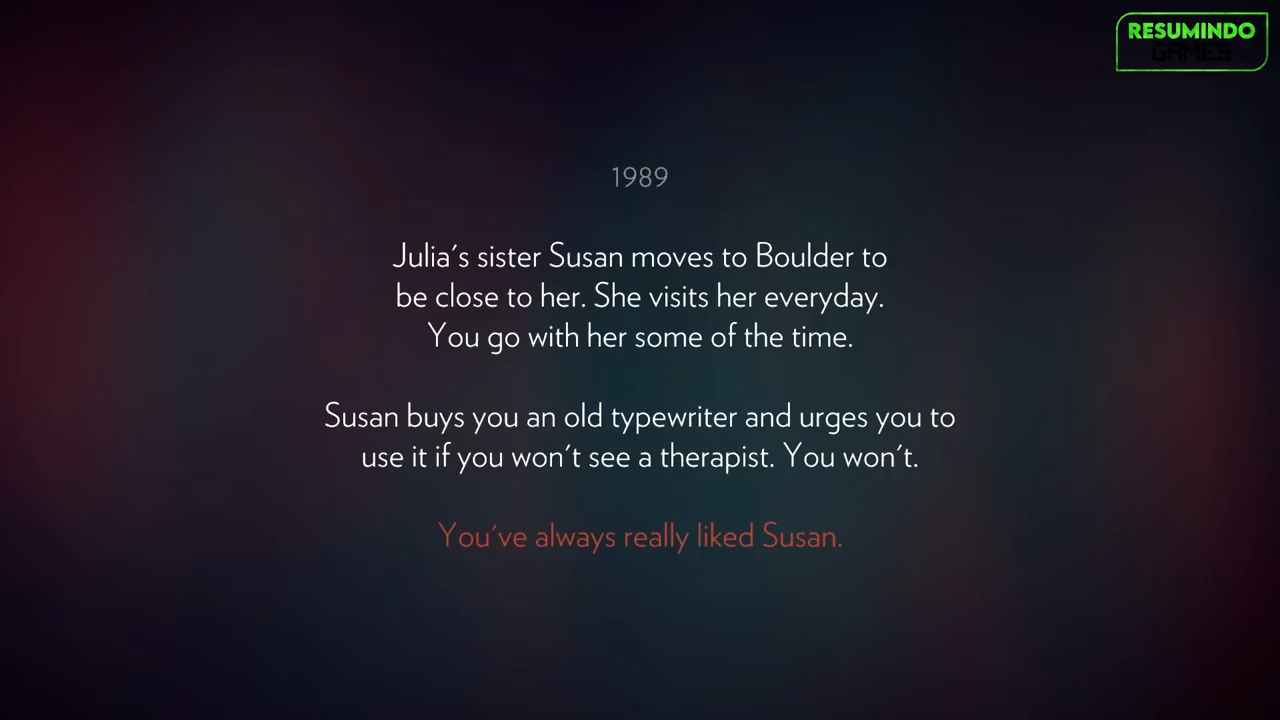 RESUMINDO
GAMES
1989
Julia's sister Susan moves to Boulder to
be close to her. She visits her everyday.
You go with her some of the time.
Susan buys you an old typewriter and urges you to
use it if you won't see a therapist. You won't.
You've always really liked Susan.